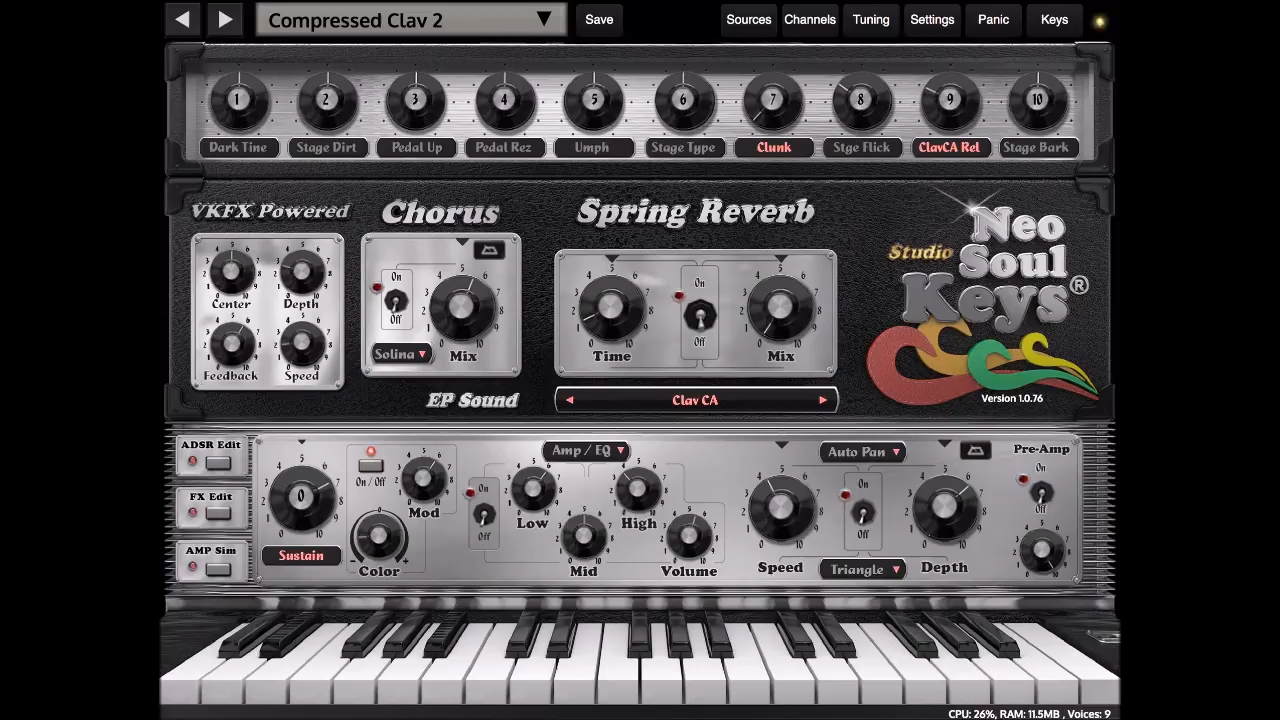 Compressed Clav 2 ▼ Save Sources Channels Tuning Settings Panic Keys
1 2 3 4 5 6 7 8 9 10
Dark Tine Stage Dirt Pedal Up Pedal Rez Umph Stage Type Clunk Stge Flick ClavCA Rel Stage Bark
VKFX Powered Chorus Spring Reverb
Neo
Studio Soul
Keys®
Center Depth
Feedback Speed
On
Off
Solina ▼ Mix
On
Off
Time Mix
EP Sound Clav CA
Version 1.0.76
ADSR Edit
FX Edit
AMP Sim
0
Sustain
On / Off
Mod
Color
Amp / EQ ▼
On
Off
Low High
Mid Volume
Auto Pan ▼
On
Off
Speed Triangle ▼ Depth
Pre-Amp
On
Off
CPU: 26%, RAM: 11.5MB , Voices: 9